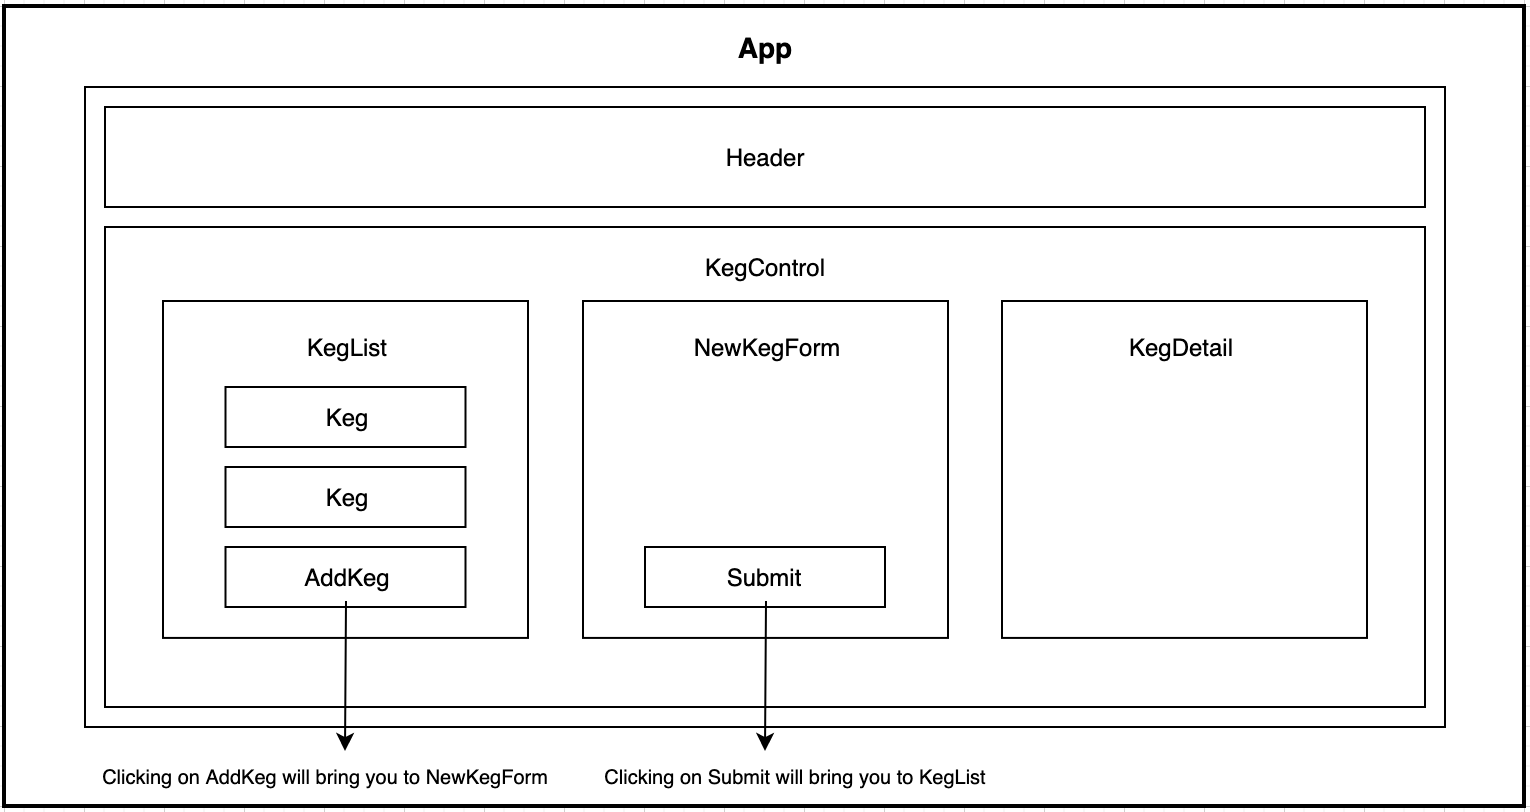 App
Header
KegControl
KegList
Keg
Keg
AddKeg
NewKegForm
Submit
KegDetail
Clicking on AddKeg will bring you to NewKegForm
Clicking on Submit will bring you to KegList